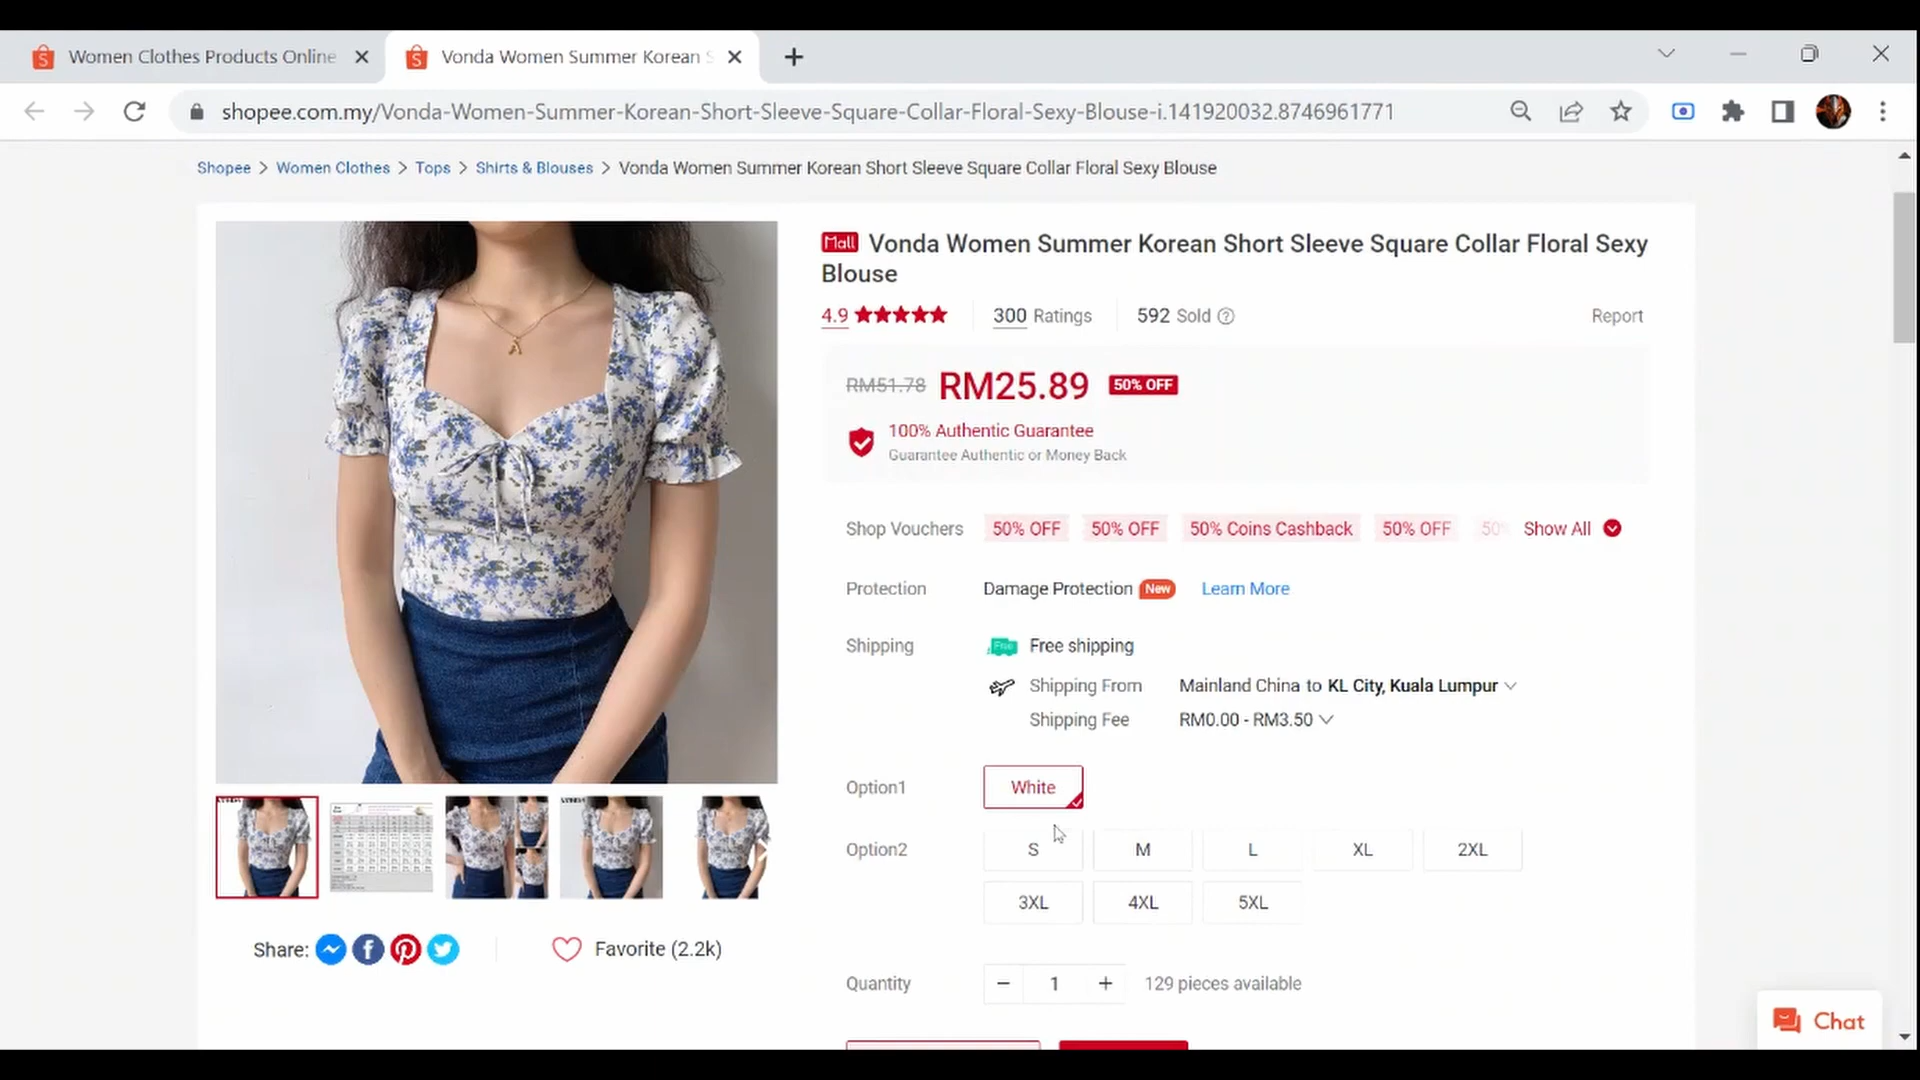 Women Clothes Products Online
Vonda Women Summer Korean S
shopee.com.my/Vonda-Women-Summer-Korean-Short-Sleeve-Square-Collar-Floral-Sexy-Blouse-i.141920032.8746961771
Shopee > Women Clothes > Tops > Shirts & Blouses > Vonda Women Summer Korean Short Sleeve Square Collar Floral Sexy Blouse
Mall Vonda Women Summer Korean Short Sleeve Square Collar Floral Sexy
Blouse
4.9 300 Ratings 592 Sold Report
RM51.78 RM25.89 50% OFF
100% Authentic Guarantee
Guarantee Authentic or Money Back
Shop Vouchers 50% OFF 50% OFF 50% Coins Cashback 50% OFF 50% Show All
Protection Damage Protection New Learn More
Shipping Free Free shipping
Shipping From Mainland China to KL City, Kuala Lumpur
Shipping Fee RM0.00 - RM3.50
Option1 White
Option2 S M L XL 2XL
3XL 4XL 5XL
Share: Favorite (2.2k)
Quantity - 1 + 129 pieces available
Chat